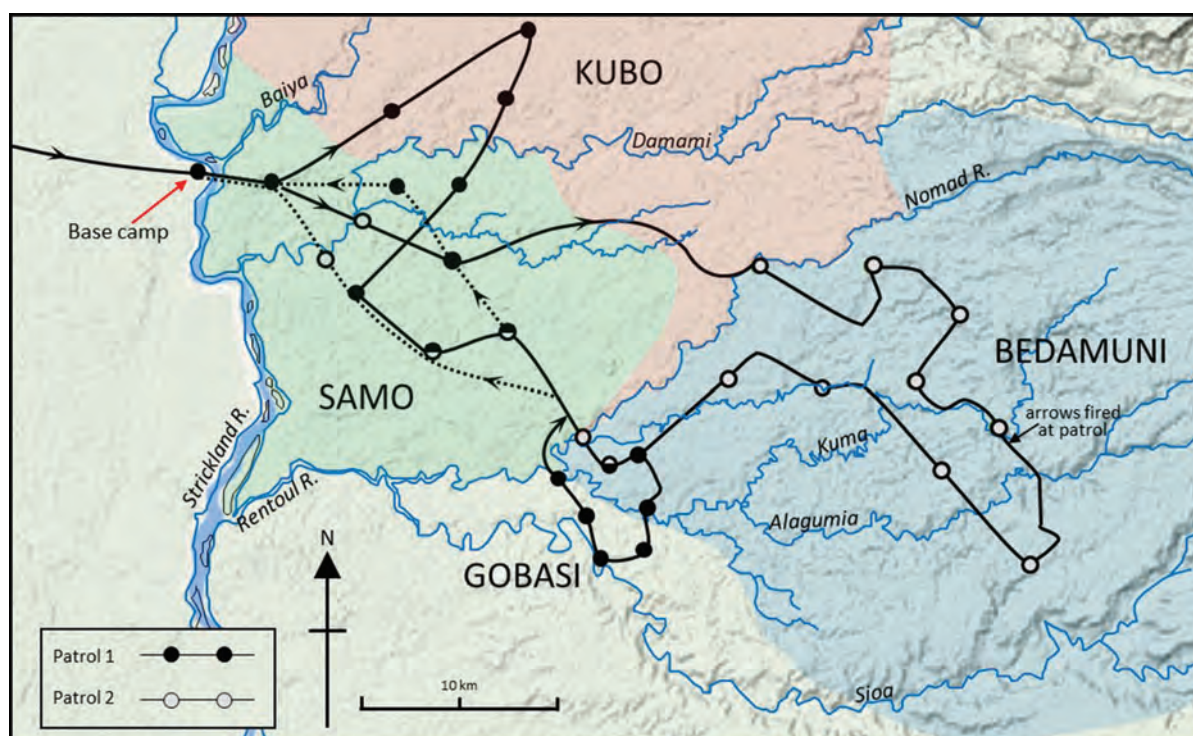 KUBO
Baiya
Damami
Nomad R.
Base camp
BEDAMUNI
SAMO
arrows fired
at patrol
Kuma
Strickland R.
Rentoul R.
Alagumia
N
GOBASI
Patrol 1
Patrol 2
10 km
Sioa